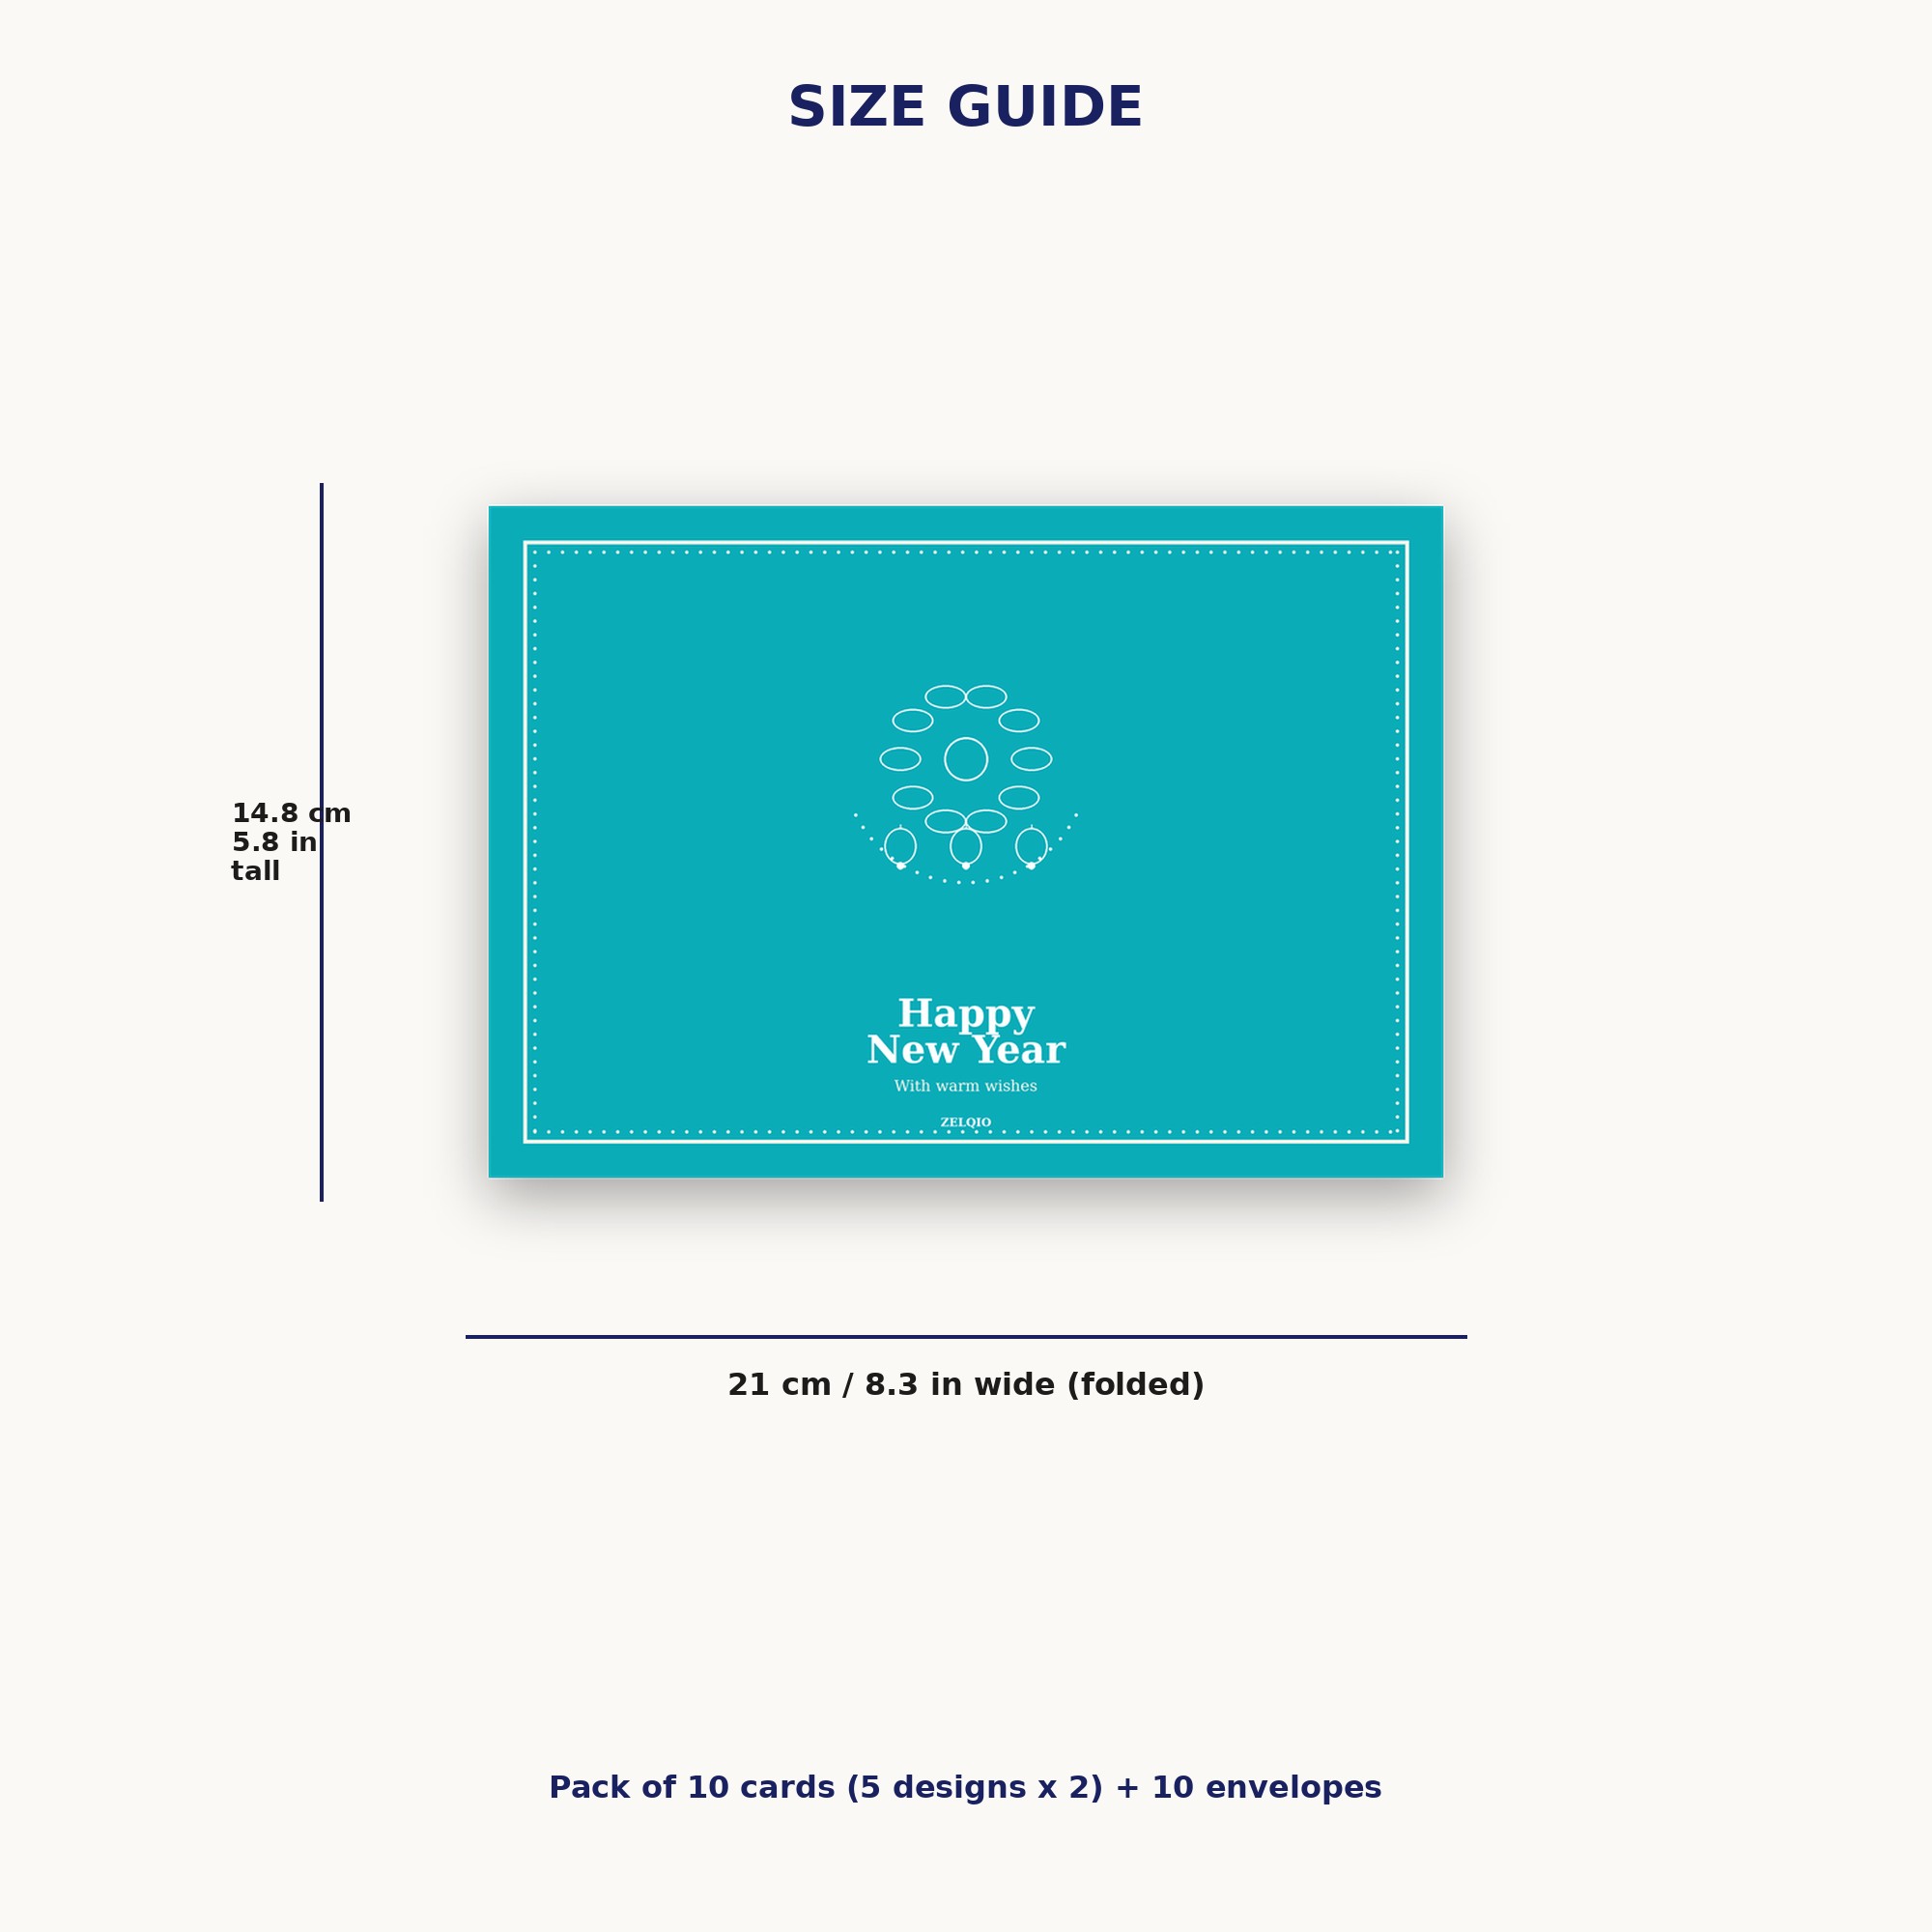 SIZE GUIDE
14.8 cm
5.8 in
tall
Happy
New Year
With warm wishes
ZELQIO
21 cm / 8.3 in wide (folded)
Pack of 10 cards (5 designs x 2) + 10 envelopes